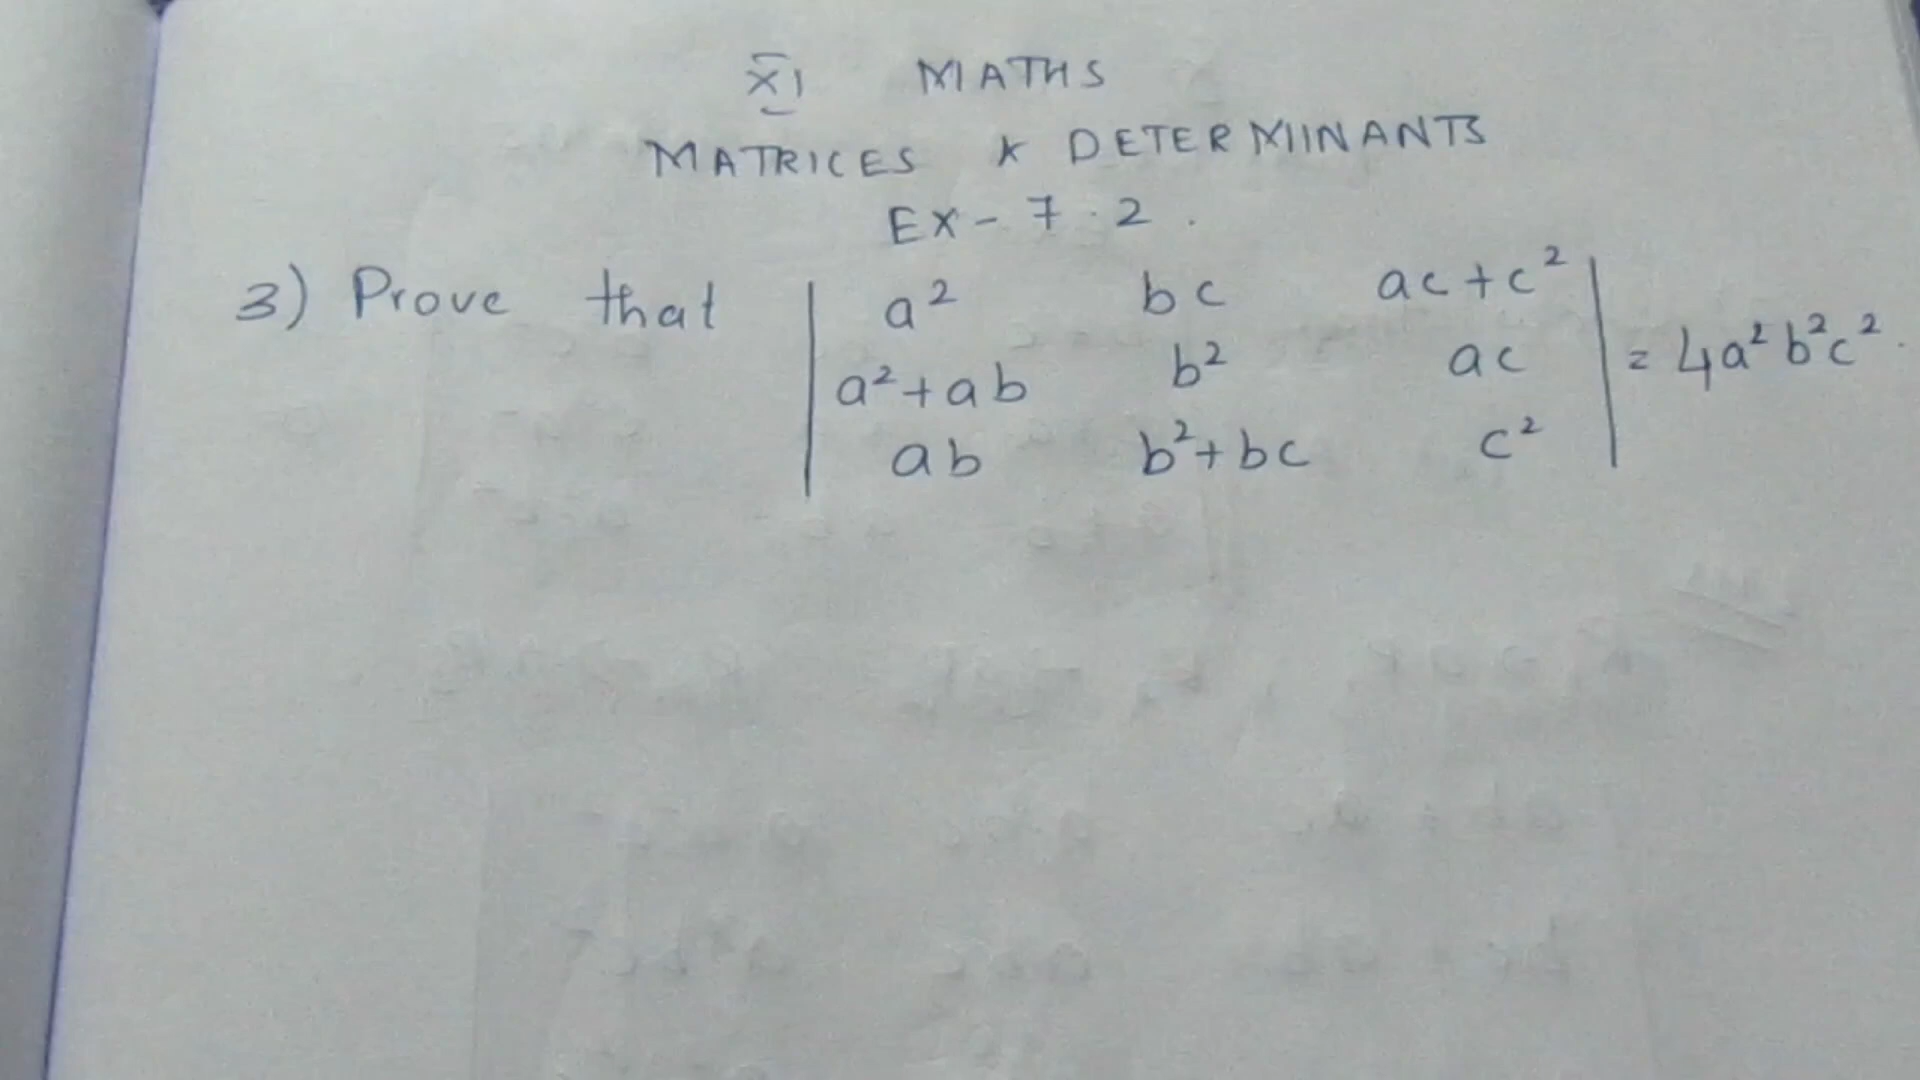 XI MATHS
MATRICES & DETERMINANTS
EX - 7.2.
3) Prove that | a² bc ac+c² |
| a²+ab b² ac | = 4a²b²c².
| ab b²+bc c² |